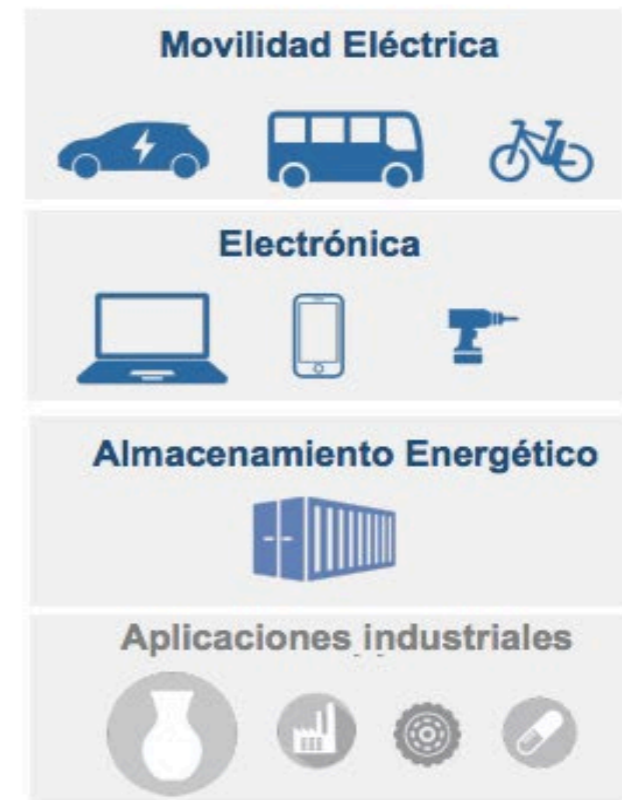 Movilidad Eléctrica
Electrónica
Almacenamiento Energético
Aplicaciones industriales